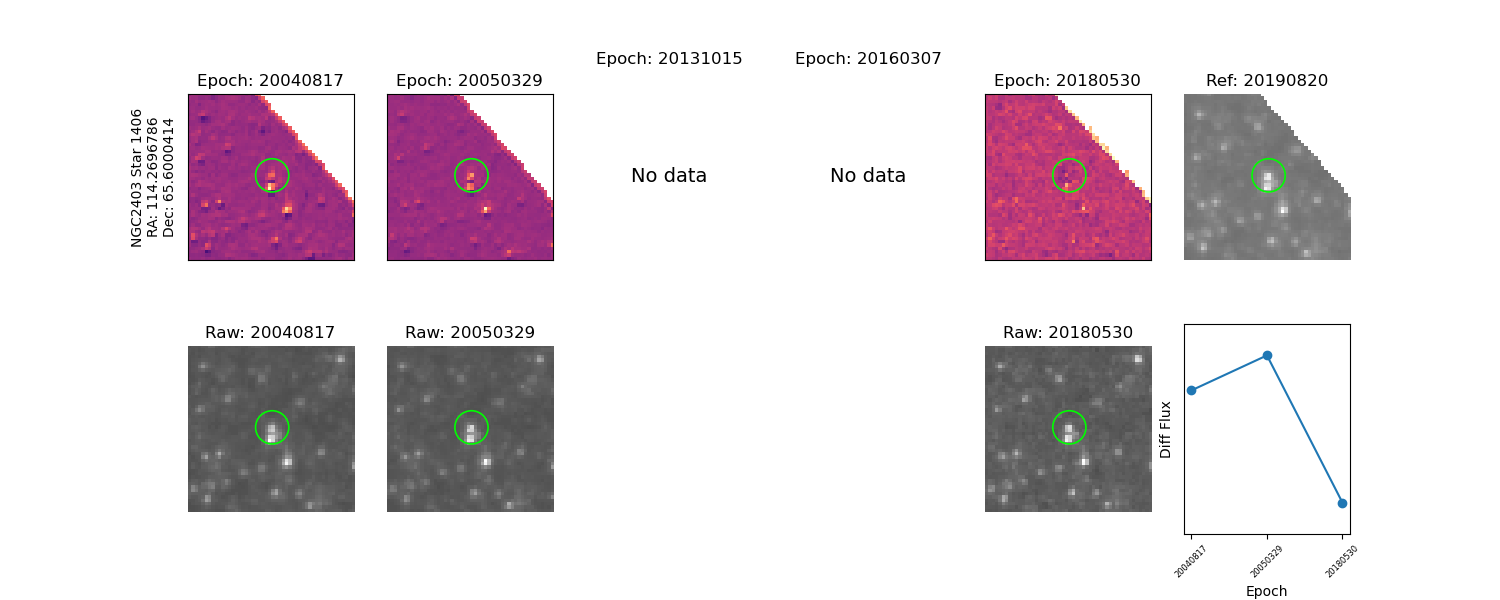 Epoch: 20131015
Epoch: 20160307
Epoch: 20040817
Epoch: 20050329
Epoch: 20180530
Ref: 20190820
NGC2403 Star 1406
RA: 114.2696786
Dec: 65.6000414
No data
No data
Raw: 20040817
Raw: 20050329
Raw: 20180530
Diff Flux
20040817
20050329
20180530
Epoch